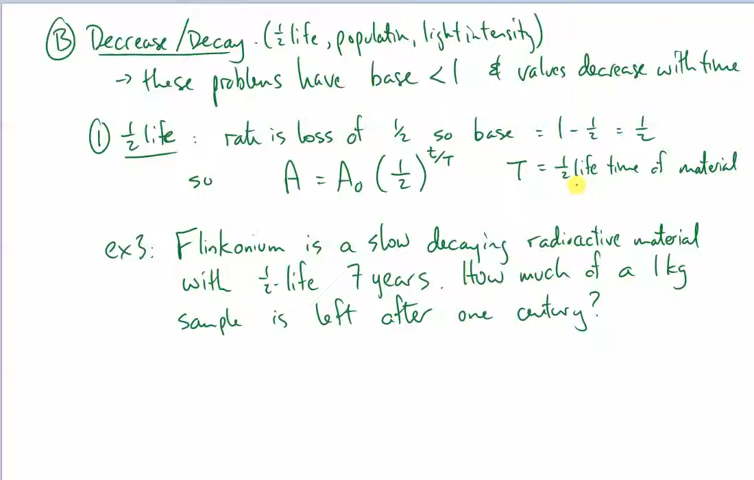 Ⓑ Decrease/Decay. (½ life, populatin, light intensity)
→ these problems have base < 1 & values decrease with time
① ½ life : rate is loss of ½ so base = 1 - ½ = ½
so A = A₀ (½)^(t/T) T = ½ life time of material
ex3: Flinkonium is a slow decaying radioactive material
with ½-life 7 years. How much of a 1kg
sample is left after one century?